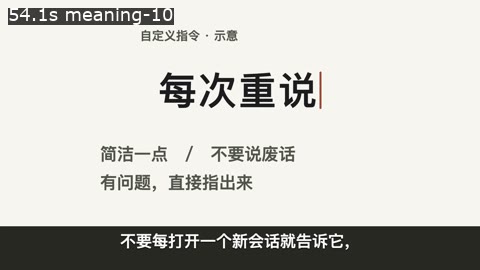 54.1s meaning-10
自定义指令 · 示意
每次重说
简洁一点 / 不要说废话
有问题，直接指出来
不要每打开一个新会话就告诉它，